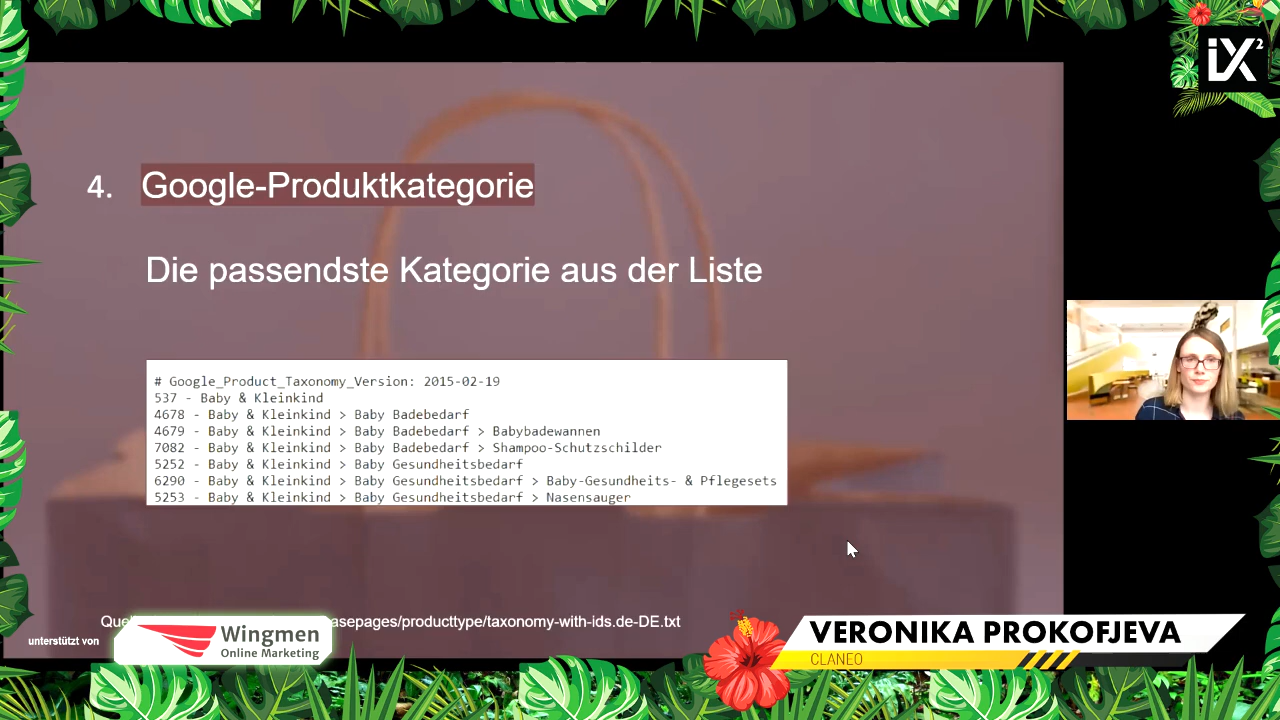 iX²
4. Google-Produktkategorie
Die passendste Kategorie aus der Liste
# Google_Product_Taxonomy_Version: 2015-02-19
537 - Baby & Kleinkind
4678 - Baby & Kleinkind > Baby Badebedarf
4679 - Baby & Kleinkind > Baby Badebedarf > Babybadewannen
7082 - Baby & Kleinkind > Baby Badebedarf > Shampoo-Schutzschilder
5252 - Baby & Kleinkind > Baby Gesundheitsbedarf
6290 - Baby & Kleinkind > Baby Gesundheitsbedarf > Baby-Gesundheits- & Pflegesets
5253 - Baby & Kleinkind > Baby Gesundheitsbedarf > Nasensauger
asepages/producttype/taxonomy-with-ids.de-DE.txt
unterstützt von
Wingmen
Online Marketing
VERONIKA PROKOFJEVA
CLANEO